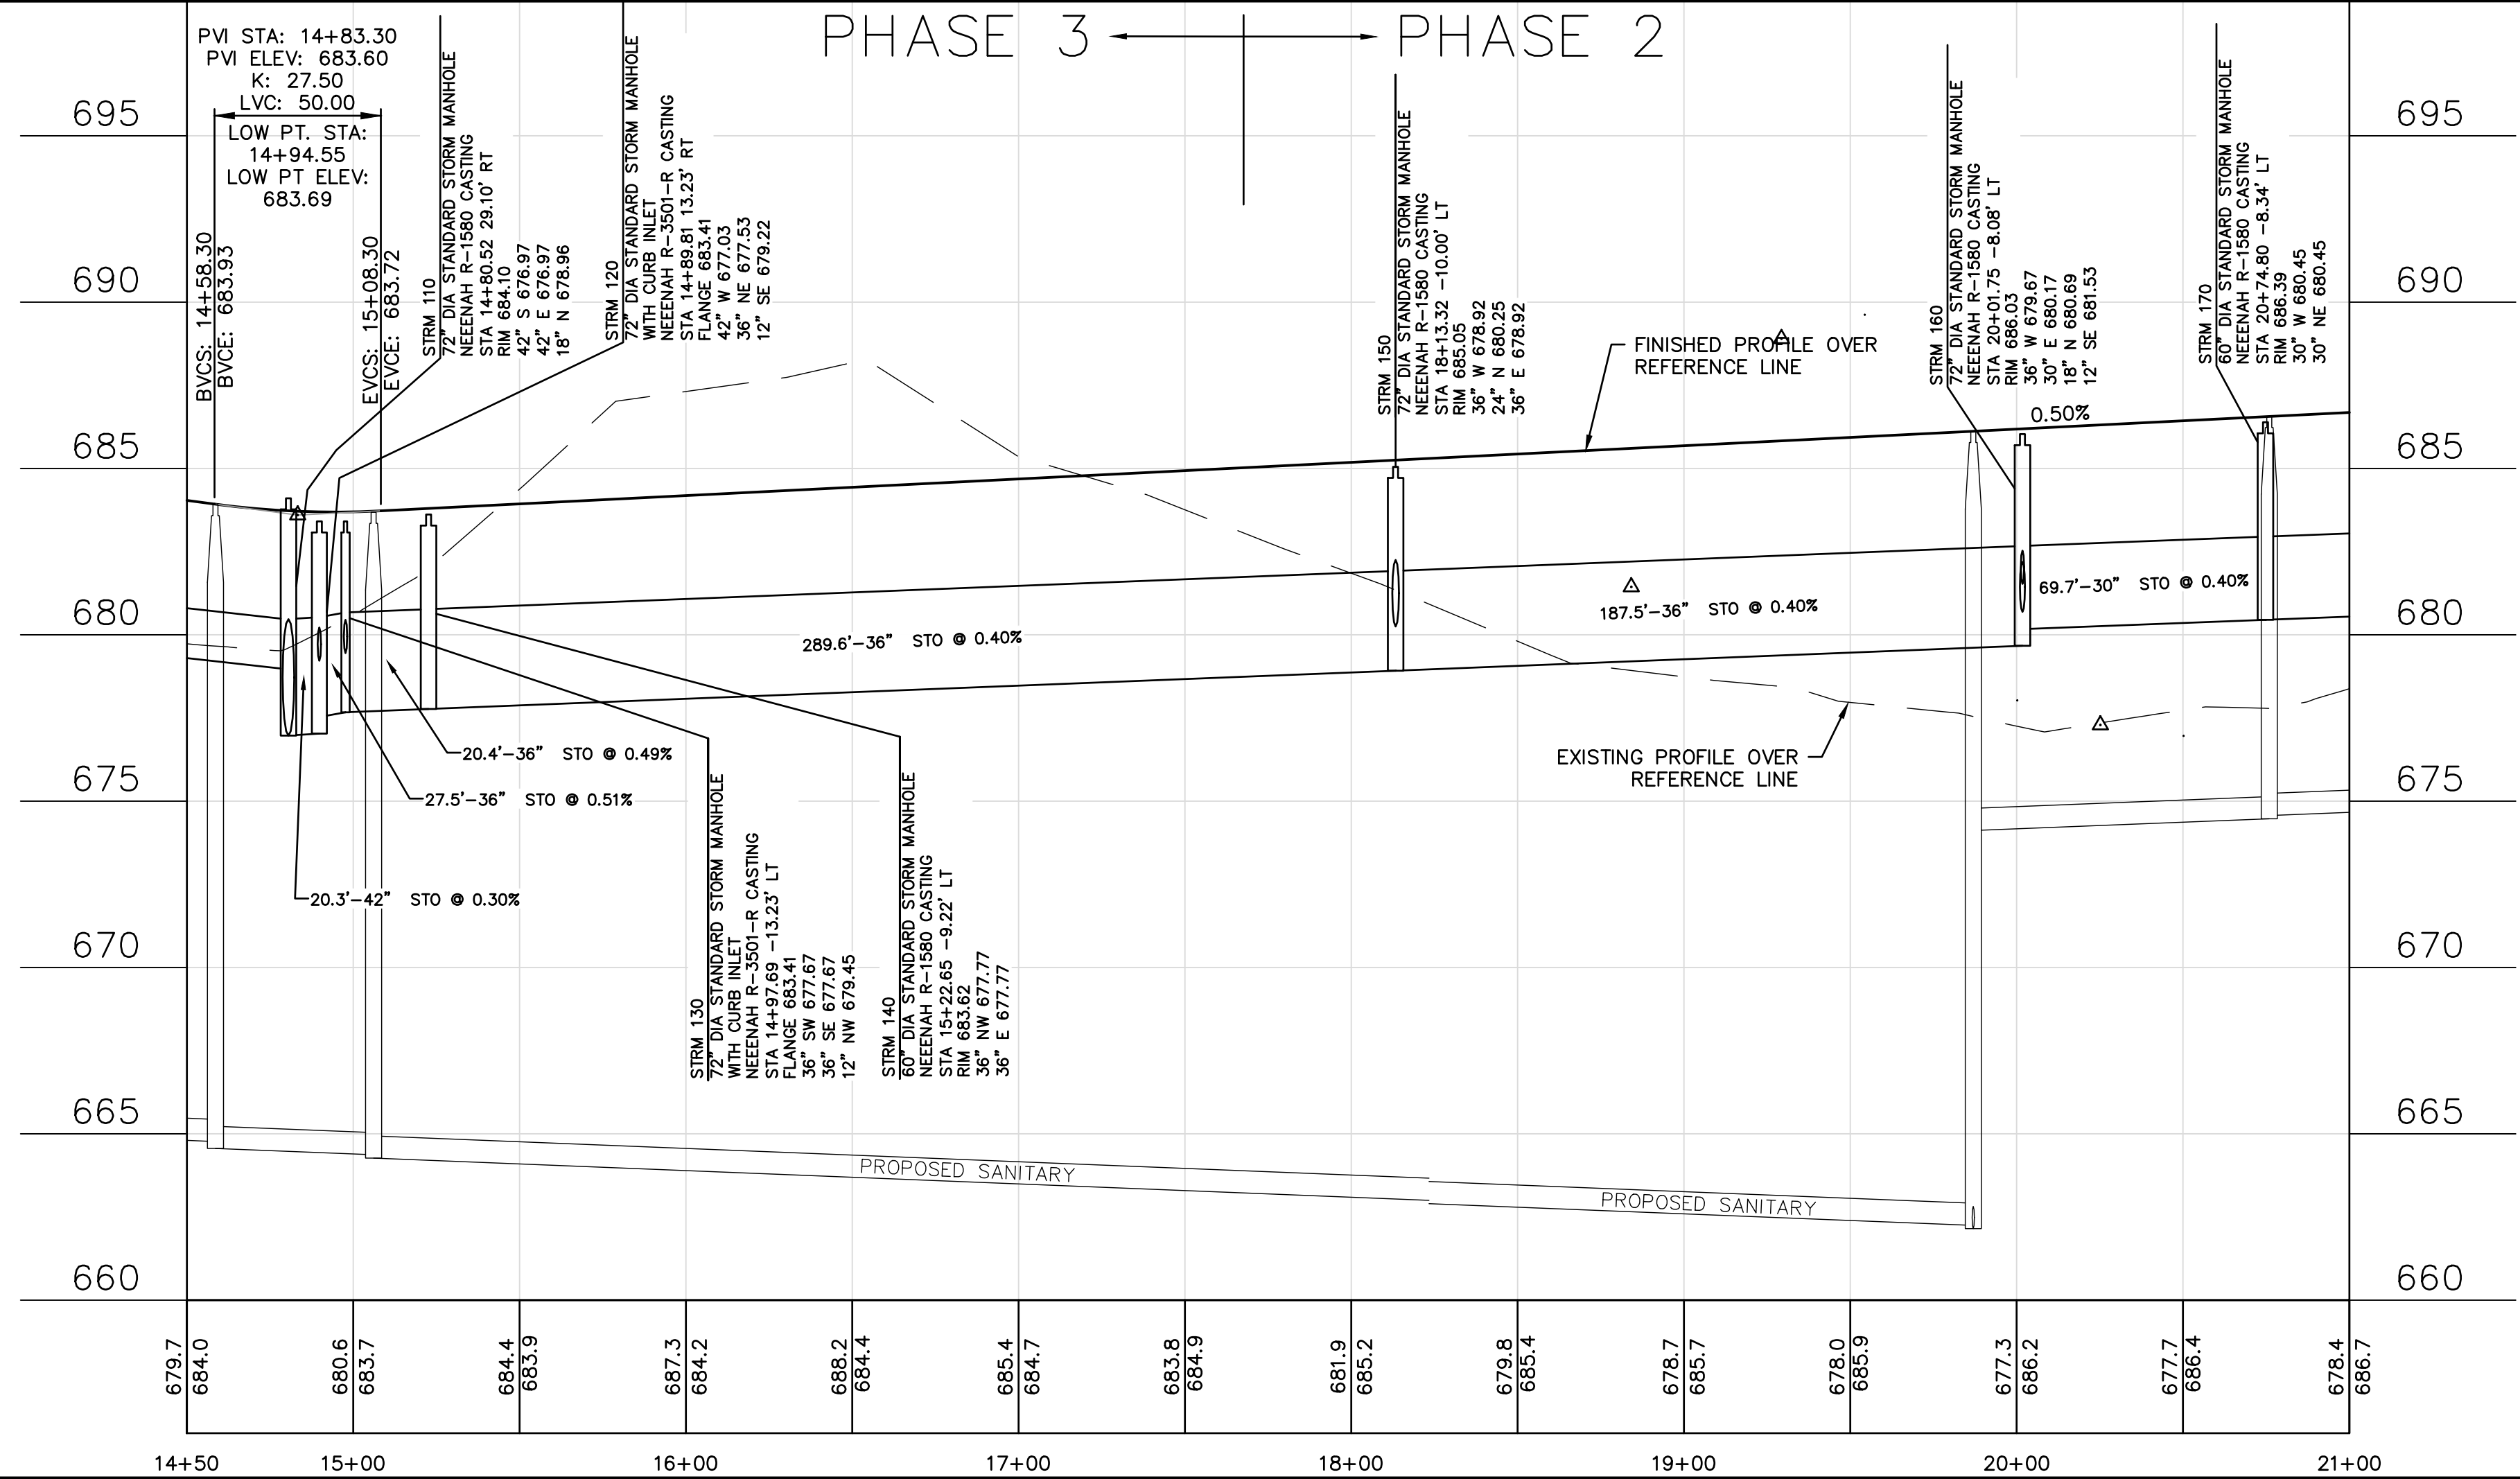 PHASE 3
PHASE 2
PVI STA: 14+83.30
PVI ELEV: 683.60
K: 27.50
LVC: 50.00
LOW PT. STA:
14+94.55
LOW PT ELEV:
683.69
BVCS: 14+58.30
BVCE: 683.93
EVCS: 15+08.30
EVCE: 683.72
STRM 110
72" DIA STANDARD STORM MANHOLE
NEEENAH R-1580 CASTING
STA 14+80.52 29.10' RT
RIM 684.10
42" S 676.97
42" E 676.97
18" N 678.96
STRM 120
72" DIA STANDARD STORM MANHOLE
WITH CURB INLET
NEEENAH R-3501-R CASTING
STA 14+89.81 13.23' RT
FLANGE 683.41
42" W 677.03
36" NE 677.53
12" SE 679.22
STRM 150
72" DIA STANDARD STORM MANHOLE
NEEENAH R-1580 CASTING
STA 18+13.32 -10.00' LT
RIM 685.05
36" W 678.92
24" N 680.25
36" E 678.92
FINISHED PROFILE OVER
REFERENCE LINE
STRM 160
72" DIA STANDARD STORM MANHOLE
NEEENAH R-1580 CASTING
STA 20+01.75 -8.08' LT
RIM 686.03
36" W 679.67
30" E 680.17
18" N 680.69
12" SE 681.53
STRM 170
60" DIA STANDARD STORM MANHOLE
NEEENAH R-1580 CASTING
STA 20+74.80 -8.34' LT
RIM 686.39
30" W 680.45
30" NE 680.45
0.50%
289.6'-36" STO @ 0.40%
187.5'-36" STO @ 0.40%
69.7'-30" STO @ 0.40%
20.4'-36" STO @ 0.49%
27.5'-36" STO @ 0.51%
20.3'-42" STO @ 0.30%
EXISTING PROFILE OVER
REFERENCE LINE
STRM 130
72" DIA STANDARD STORM MANHOLE
WITH CURB INLET
NEEENAH R-3501-R CASTING
STA 14+97.69 -13.23' LT
FLANGE 683.41
36" SW 677.67
36" SE 677.67
12" NW 679.45
STRM 140
60" DIA STANDARD STORM MANHOLE
NEEENAH R-1580 CASTING
STA 15+22.65 -9.22' LT
RIM 683.62
36" NW 677.77
36" E 677.77
PROPOSED SANITARY
PROPOSED SANITARY
695
690
685
680
675
670
665
660
695
690
685
680
675
670
665
660
679.7
684.0
680.6
683.7
684.4
683.9
687.3
684.2
688.2
684.4
685.4
684.7
683.8
684.9
681.9
685.2
679.8
685.4
678.7
685.7
678.0
685.9
677.3
686.2
677.7
686.4
678.4
686.7
14+50
15+00
16+00
17+00
18+00
19+00
20+00
21+00